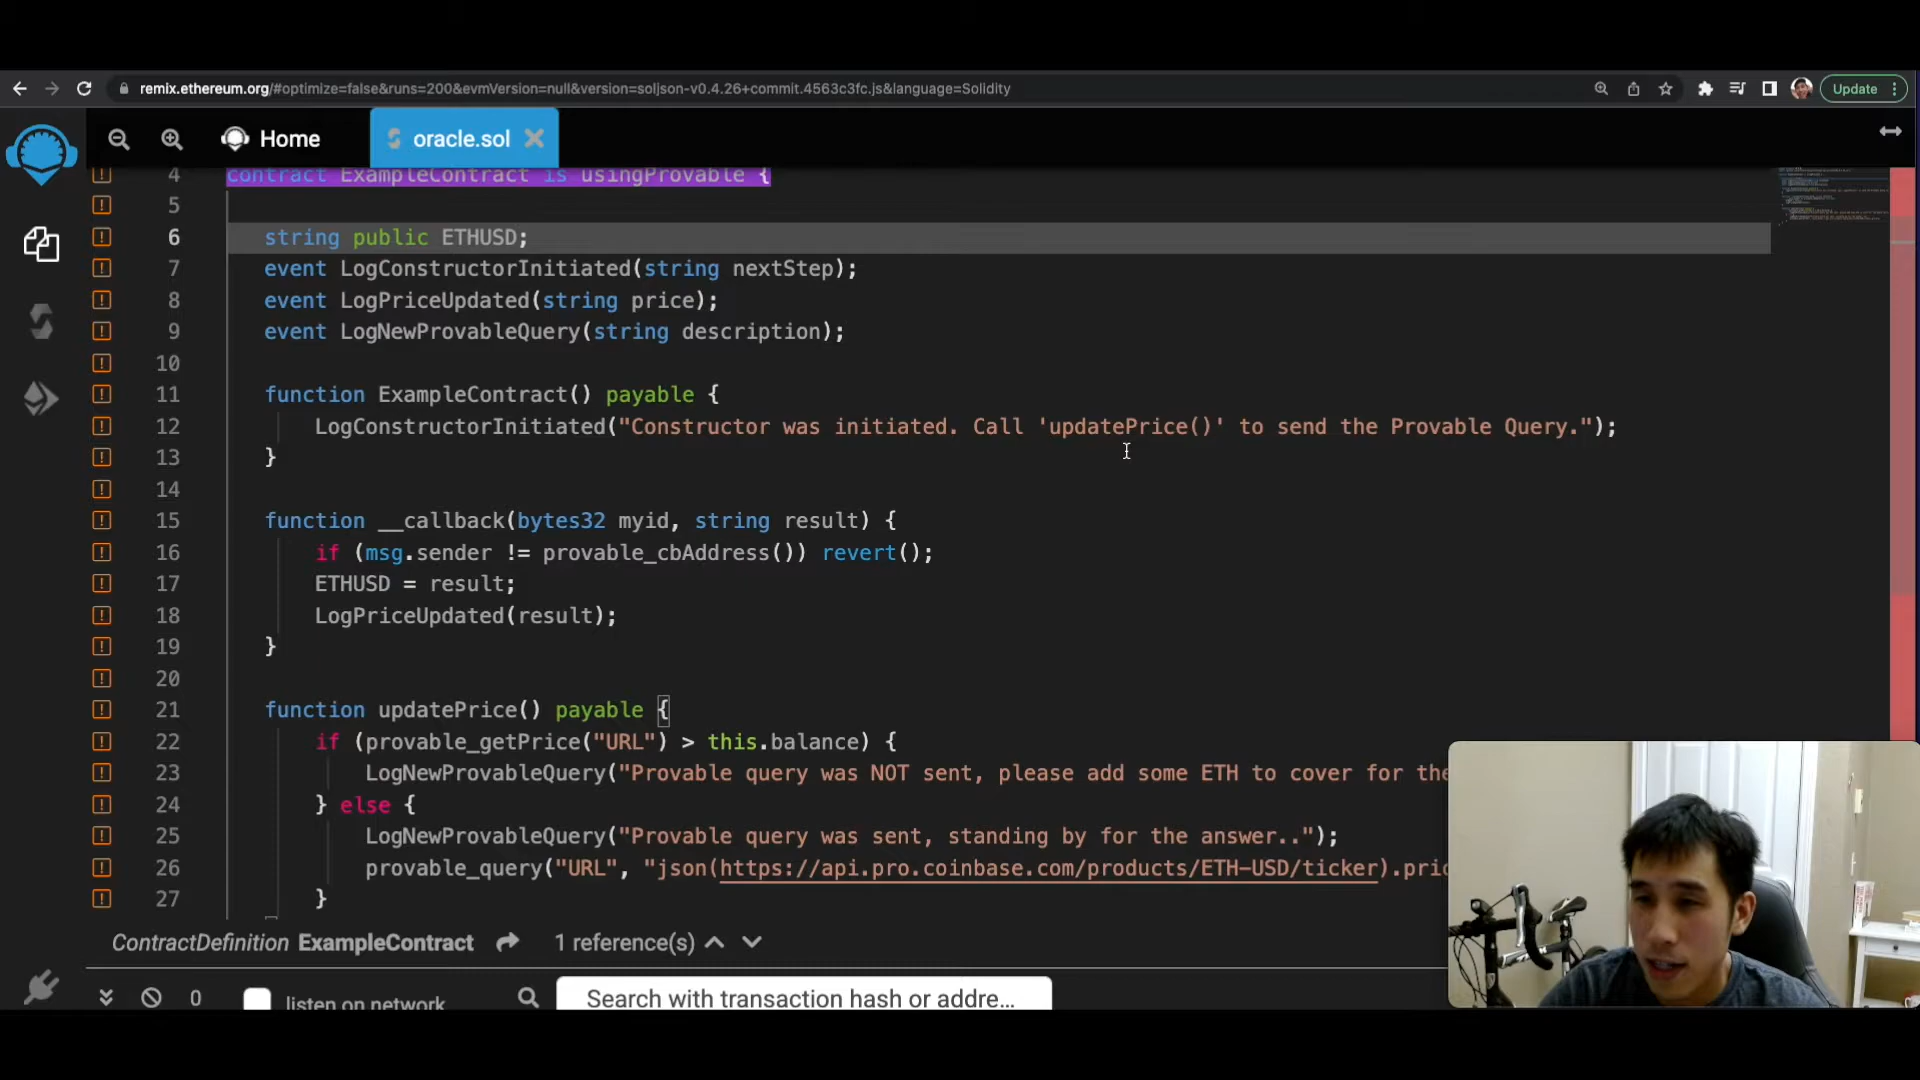 remix.ethereum.org/#optimize=false&runs=200&evmVersion=null&version=soljson-v0.4.26+commit.4563c3fc.js&language=Solidity
Update
Home
oracle.sol
4 contract ExampleContract is usingProvable {
5
6 string public ETHUSD;
7 event LogConstructorInitiated(string nextStep);
8 event LogPriceUpdated(string price);
9 event LogNewProvableQuery(string description);
10
11 function ExampleContract() payable {
12 LogConstructorInitiated("Constructor was initiated. Call 'updatePrice()' to send the Provable Query.");
13 }
14
15 function __callback(bytes32 myid, string result) {
16 if (msg.sender != provable_cbAddress()) revert();
17 ETHUSD = result;
18 LogPriceUpdated(result);
19 }
20
21 function updatePrice() payable {
22 if (provable_getPrice("URL") > this.balance) {
23 LogNewProvableQuery("Provable query was NOT sent, please add some ETH to cover for the
24 } else {
25 LogNewProvableQuery("Provable query was sent, standing by for the answer..");
26 provable_query("URL", "json(https://api.pro.coinbase.com/products/ETH-USD/ticker).pric
27 }
ContractDefinition ExampleContract 1 reference(s)
0 listen on network Search with transaction hash or addre...